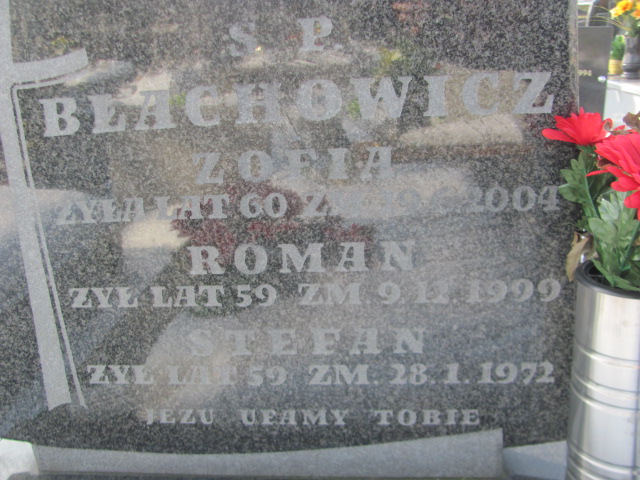 Ś. P.
BŁACHOWICZ
ZOFIA
ŻYŁA LAT 60 2004
ROMAN
ŻYŁ LAT 59 ZM 9.12.1999
STEFAN
ŻYŁ LAT 59 ZM. 28.1.1972
JEZU UFAMY TOBIE